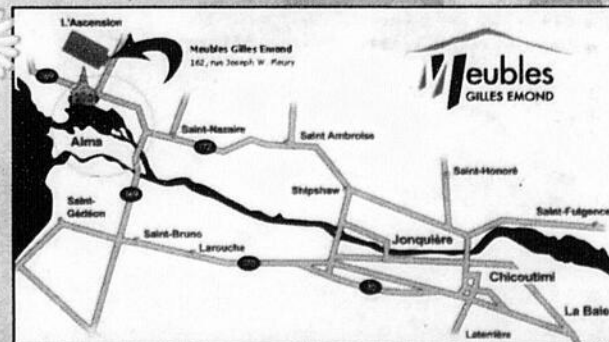 L'Ascension
Meubles Gilles Emond
162, rue Joseph W. Fleury
Meubles
GILLES EMOND
169
Alma
Saint-Nazaire
172
Saint Ambroise
Saint-Honoré
Shipshaw
169
Saint-Fulgence
Saint-Gédéon
Saint-Bruno
Larouche
Jonquière
Chicoutimi
La Baie
Laterrière